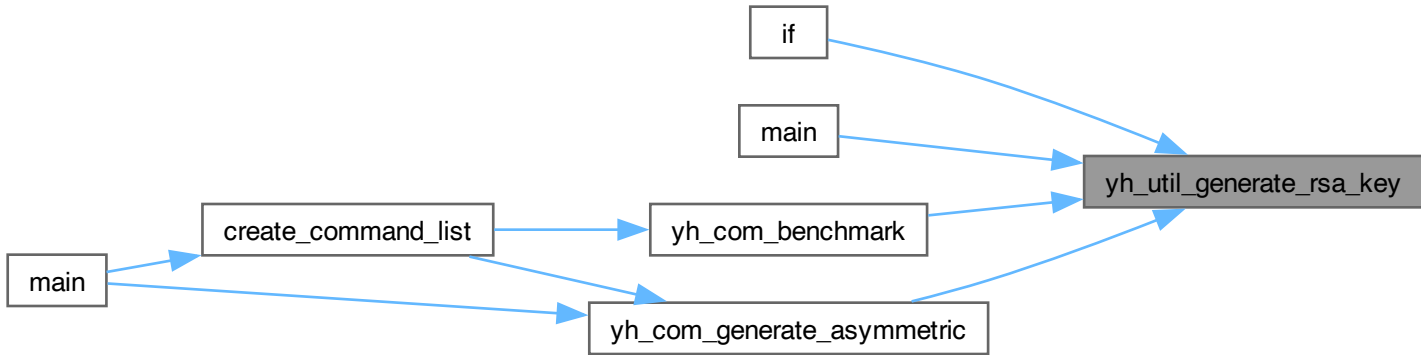 if
main
yh_util_generate_rsa_key
create_command_list
yh_com_benchmark
main
yh_com_generate_asymmetric